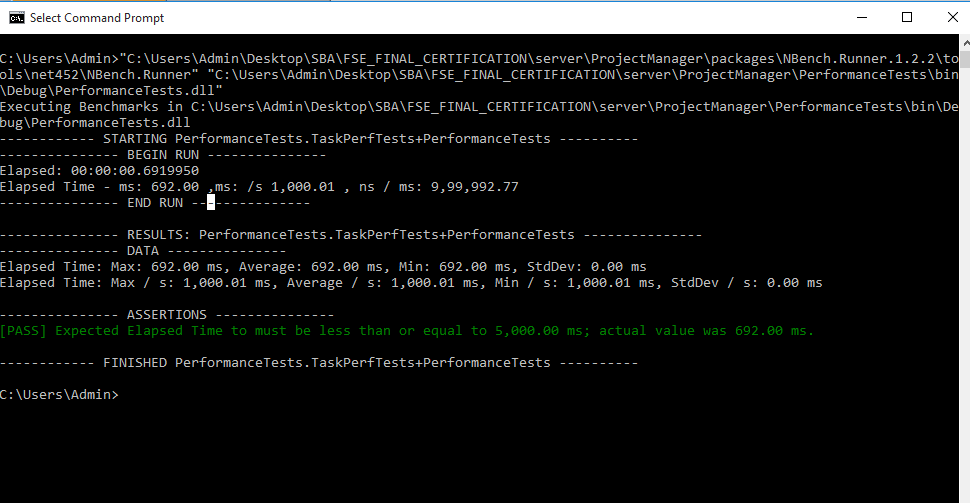 Select Command Prompt
C:\Users\Admin>"C:\Users\Admin\Desktop\SBA\FSE_FINAL_CERTIFICATION\server\ProjectManager\packages\NBench.Runner.1.2.2\to
ols\net452\NBench.Runner" "C:\Users\Admin\Desktop\SBA\FSE_FINAL_CERTIFICATION\server\ProjectManager\PerformanceTests\bin
\Debug\PerformanceTests.dll"
Executing Benchmarks in C:\Users\Admin\Desktop\SBA\FSE_FINAL_CERTIFICATION\server\ProjectManager\PerformanceTests\bin\De
bug\PerformanceTests.dll
------------ STARTING PerformanceTests.TaskPerfTests+PerformanceTests ----------
--------------- BEGIN RUN ---------------
Elapsed: 00:00:00.6919950
Elapsed Time - ms: 692.00 ,ms: /s 1,000.01 , ns / ms: 9,99,992.77
--------------- END RUN ---------------
--------------- RESULTS: PerformanceTests.TaskPerfTests+PerformanceTests ---------------
--------------- DATA ---------------
Elapsed Time: Max: 692.00 ms, Average: 692.00 ms, Min: 692.00 ms, StdDev: 0.00 ms
Elapsed Time: Max / s: 1,000.01 ms, Average / s: 1,000.01 ms, Min / s: 1,000.01 ms, StdDev / s: 0.00 ms
--------------- ASSERTIONS ---------------
[PASS] Expected Elapsed Time to must be less than or equal to 5,000.00 ms; actual value was 692.00 ms.
------------ FINISHED PerformanceTests.TaskPerfTests+PerformanceTests ----------
C:\Users\Admin>